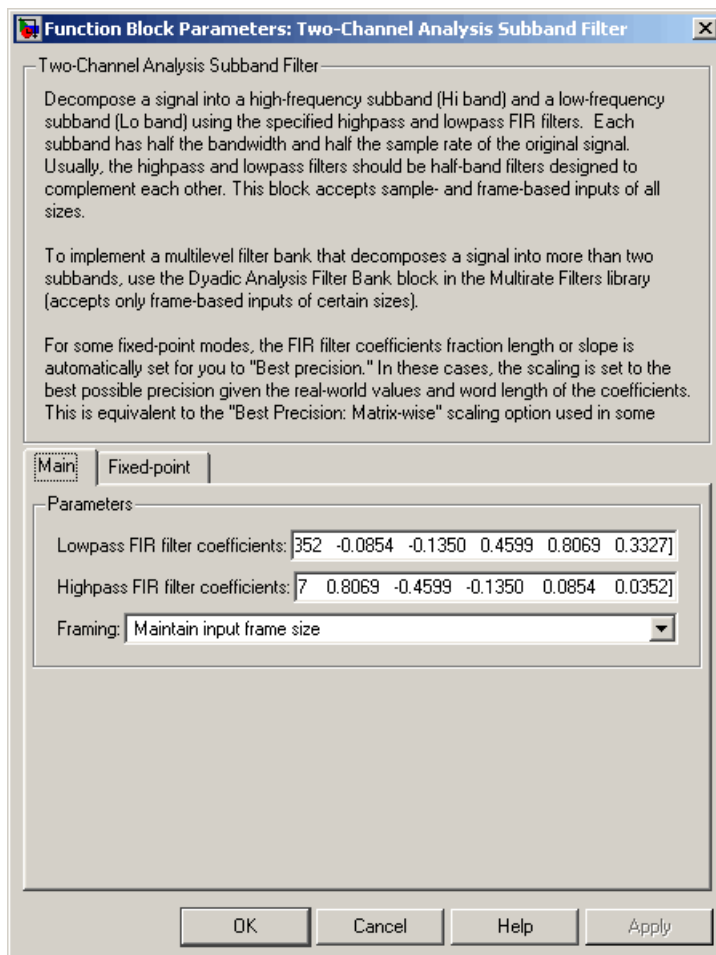 Function Block Parameters: Two-Channel Analysis Subband Filter
Two-Channel Analysis Subband Filter
Decompose a signal into a high-frequency subband (Hi band) and a low-frequency
subband (Lo band) using the specified highpass and lowpass FIR filters.  Each
subband has half the bandwidth and half the sample rate of the original signal.
Usually, the highpass and lowpass filters should be half-band filters designed to
complement each other. This block accepts sample- and frame-based inputs of all
sizes.
To implement a multilevel filter bank that decomposes a signal into more than two
subbands, use the Dyadic Analysis Filter Bank block in the Multirate Filters library
(accepts only frame-based inputs of certain sizes).
For some fixed-point modes, the FIR filter coefficients fraction length or slope is
automatically set for you to "Best precision." In these cases, the scaling is set to the
best possible precision given the real-world values and word length of the coefficients.
This is equivalent to the "Best Precision: Matrix-wise" scaling option used in some
Main Fixed-point
Parameters
Lowpass FIR filter coefficients: 352 -0.0854 -0.1350 0.4599 0.8069 0.3327]
Highpass FIR filter coefficients: 7 0.8069 -0.4599 -0.1350 0.0854 0.0352]
Framing: Maintain input frame size
OK Cancel Help Apply